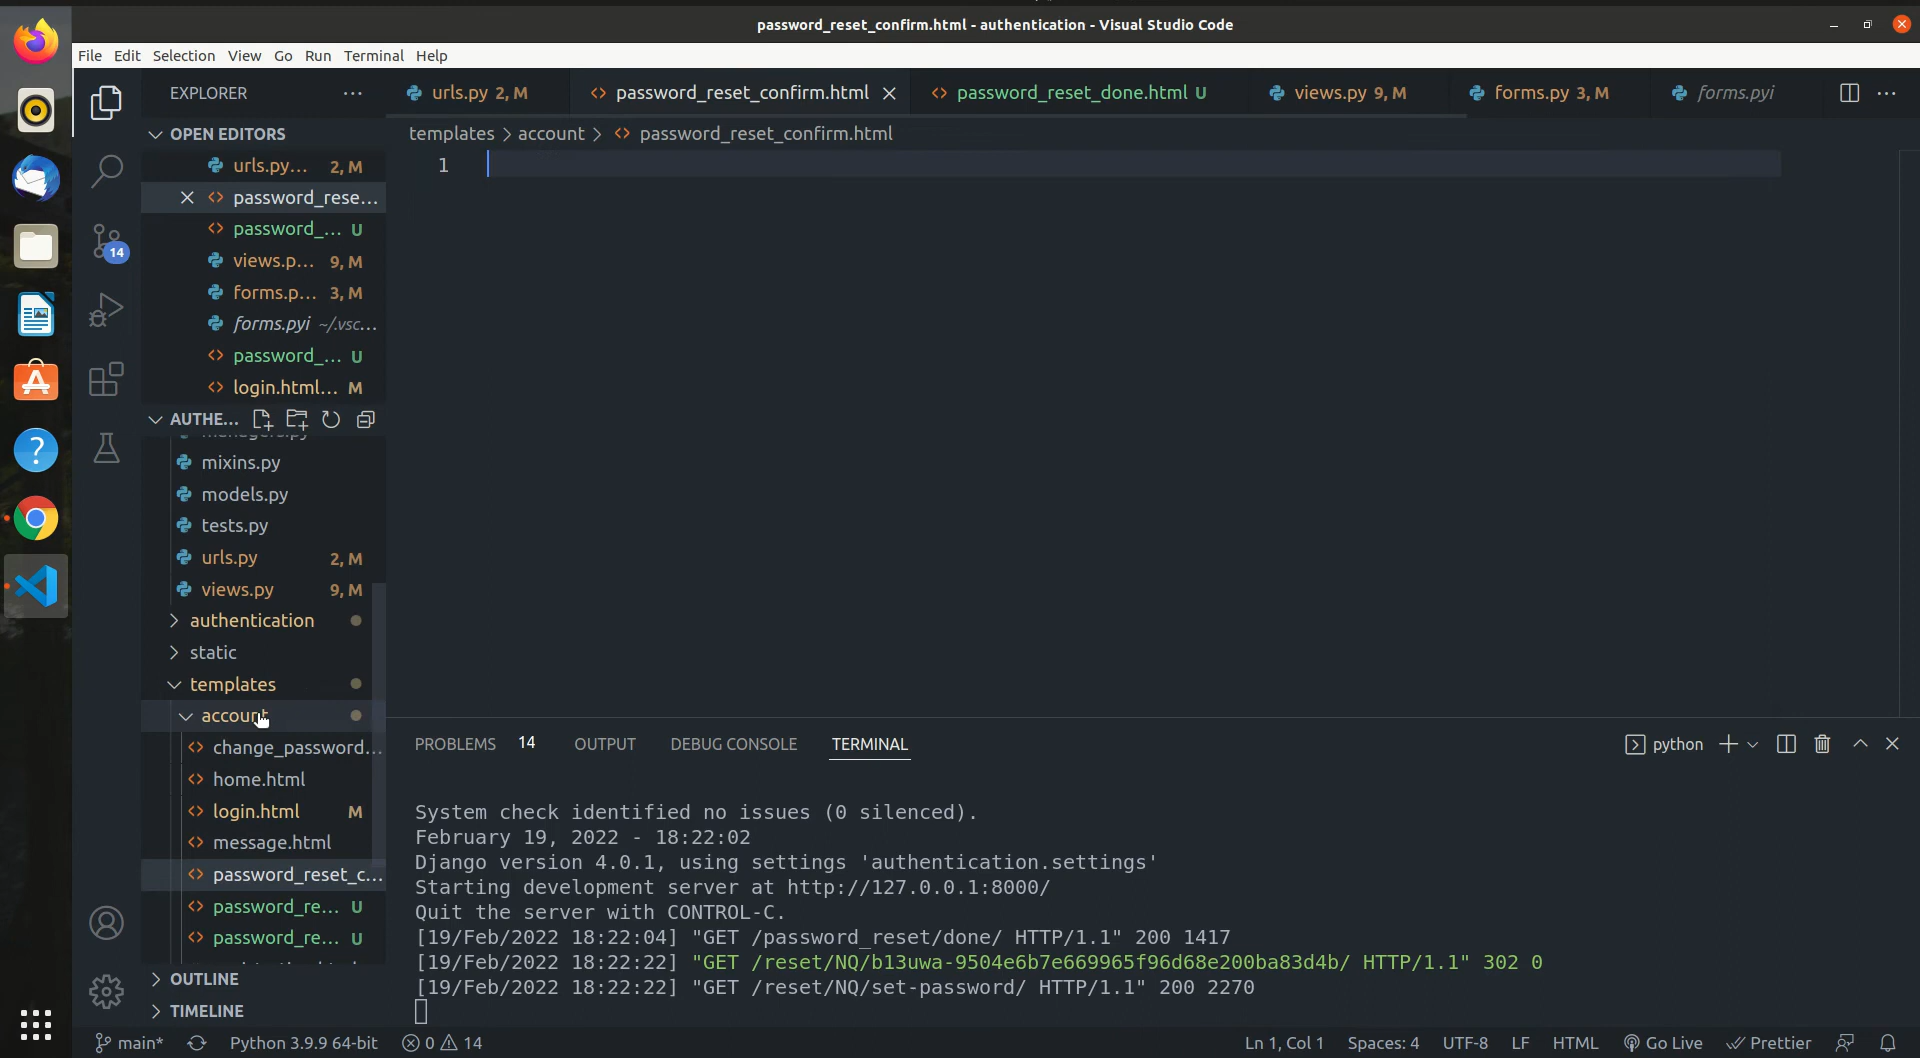 password_reset_confirm.html - authentication - Visual Studio Code
File Edit Selection View Go Run Terminal Help
EXPLORER
urls.py 2, M
password_reset_confirm.html
password_reset_done.html U
views.py 9, M
forms.py 3, M
forms.pyi
templates > account > password_reset_confirm.html
1
OPEN EDITORS
urls.py... 2, M
password_rese...
password_... U
views.p... 9, M
forms.p... 3, M
forms.pyi ~/.vsc...
password_... U
login.html... M
14
AUTHE...
managers.py
mixins.py
models.py
tests.py
urls.py 2, M
views.py 9, M
authentication
static
templates
account
change_password...
home.html
login.html M
message.html
password_reset_c...
password_re... U
password_re... U
OUTLINE
TIMELINE
PROBLEMS 14 OUTPUT DEBUG CONSOLE TERMINAL
python
System check identified no issues (0 silenced).
February 19, 2022 - 18:22:02
Django version 4.0.1, using settings 'authentication.settings'
Starting development server at http://127.0.0.1:8000/
Quit the server with CONTROL-C.
[19/Feb/2022 18:22:04] "GET /password_reset/done/ HTTP/1.1" 200 1417
[19/Feb/2022 18:22:22] "GET /reset/NQ/b13uwa-9504e6b7e669965f96d68e200ba83d4b/ HTTP/1.1" 302 0
[19/Feb/2022 18:22:22] "GET /reset/NQ/set-password/ HTTP/1.1" 200 2270
main* Python 3.9.9 64-bit 0 14 Ln 1, Col 1 Spaces: 4 UTF-8 LF HTML Go Live Prettier